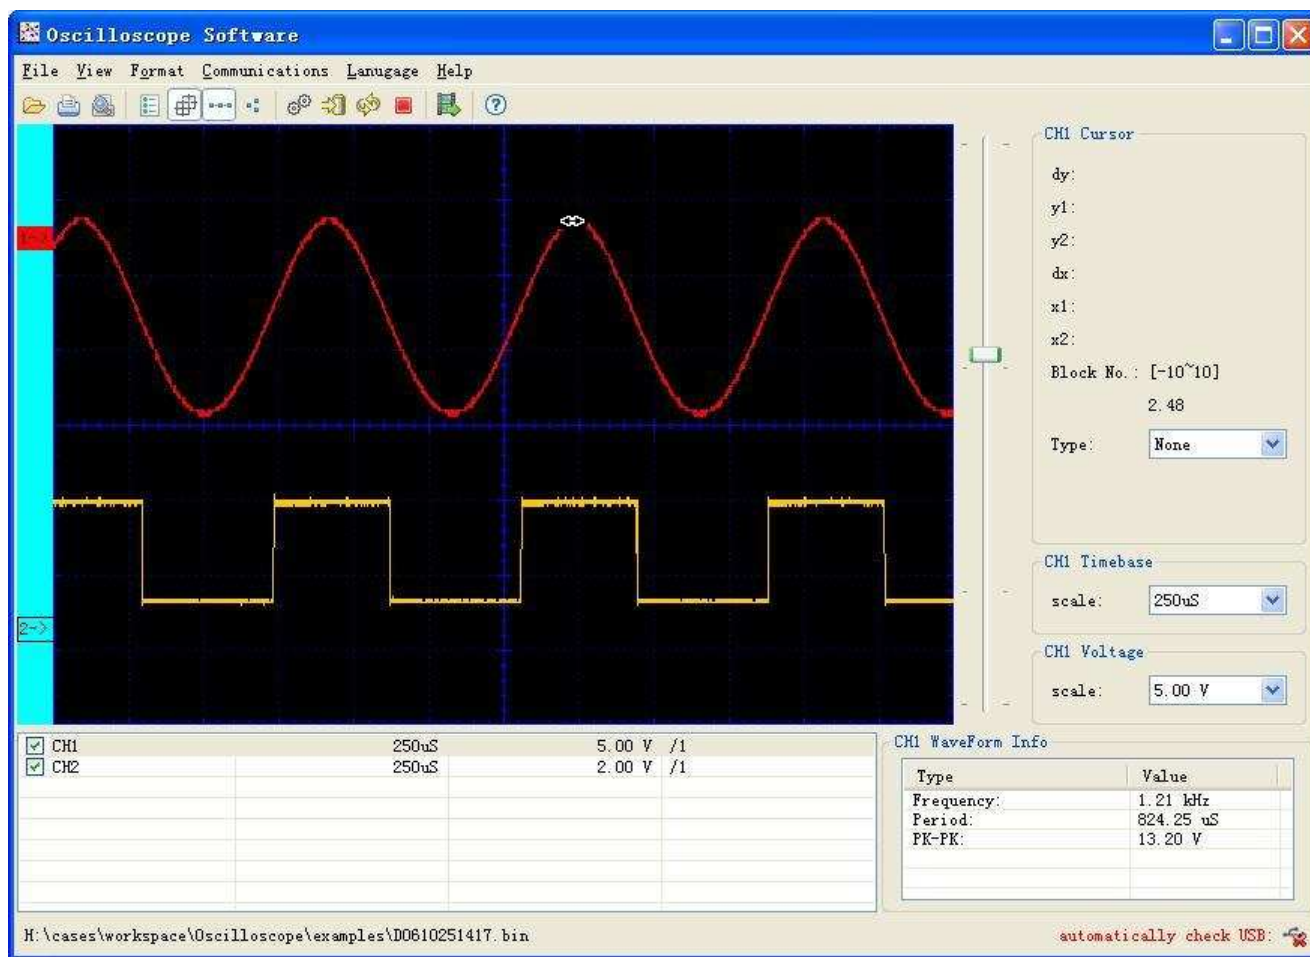 Oscilloscope Software
File View Format Communications Lanugage Help
CH1 Cursor
dy:
y1:
y2:
dx:
x1:
x2:
Block No.: [-10~10]
2.48
Type: None
CH1 Timebase
scale: 250uS
CH1 Voltage
scale: 5.00 V
1->
2->
CH1 250uS 5.00 V /1
CH2 250uS 2.00 V /1
CH1 WaveForm Info
Type Value
Frequency: 1.21 kHz
Period: 824.25 uS
PK-PK: 13.20 V
H:\cases\workspace\Oscilloscope\examples\D0610251417.bin
automatically check USB: